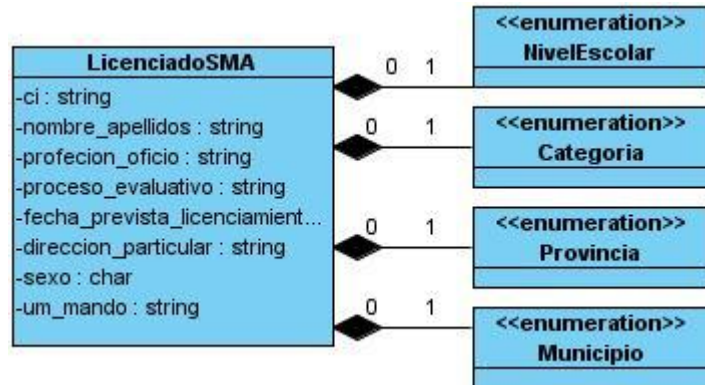 LicenciadoSMA
-ci : string
-nombre_apellidos : string
-profecion_oficio : string
-proceso_evaluativo : string
-fecha_prevista_licenciamient...
-direccion_particular : string
-sexo : char
-um_mando : string
0 1
<<enumeration>>
NivelEscolar
0 1
<<enumeration>>
Categoria
0 1
<<enumeration>>
Provincia
0 1
<<enumeration>>
Municipio